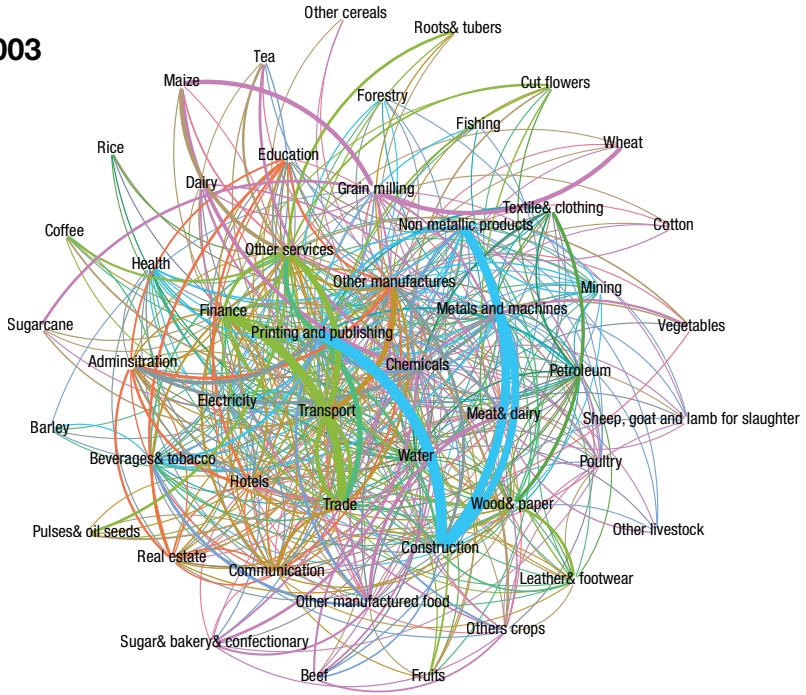 Other cereals
Roots& tubers
003
Tea
Maize
Cut flowers
Forestry
Fishing
Wheat
Rice
Education
Dairy
Grain milling
Textile& clothing
Non metallic products
Cotton
Coffee
Other services
Health
Other manufactures
Mining
Finance
Metals and machines
Sugarcane
Printing and publishing
Vegetables
Adminsitration
Chemicals
Petroleum
Electricity
Transport
Meat& dairy
Sheep, goat and lamb for slaughter
Barley
Beverages& tobacco
Water
Poultry
Hotels
Trade
Wood& paper
Pulses& oil seeds
Other livestock
Real estate
Construction
Communication
Leather& footwear
Other manufactured food
Others crops
Sugar& bakery& confectionary
Beef
Fruits